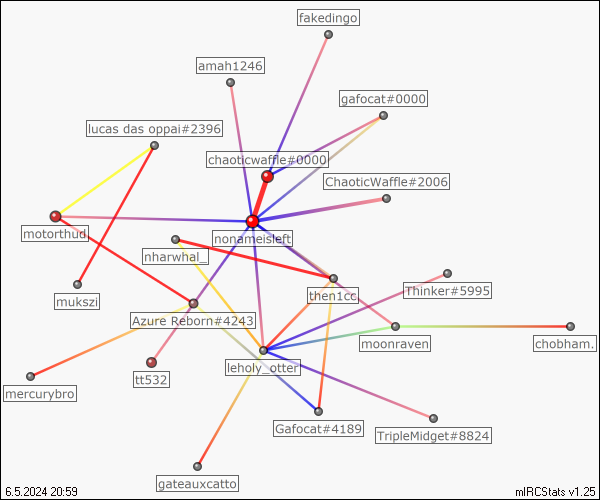 fakedingo
amah1246
gafocat#0000
lucas das oppai#2396
chaoticwaffle#0000
ChaoticWaffle#2006
motorthud
nonameisleft
nharwhal_
mukszi
then1cc
Thinker#5995
Azure Reborn#4243
moonraven
chobham.
leholy_otter
tt532
mercurybro
Gafocat#4189
TripleMidget#8824
gateauxcatto
6.5.2024 20:59
mIRCStats v1.25